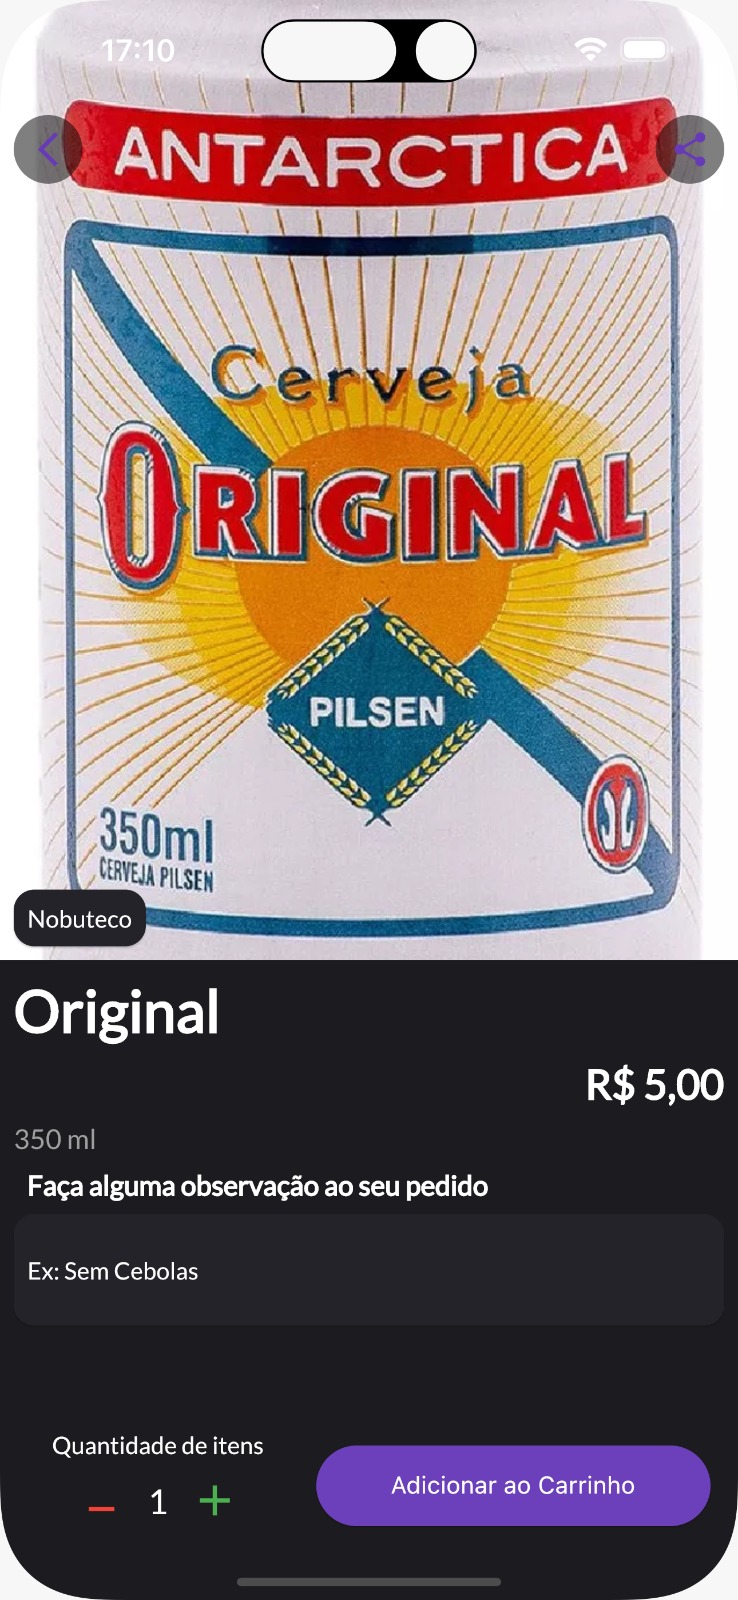 17:10
ANTARCTICA
Cerveja
ORIGINAL
PILSEN
350ml
CERVEJA PILSEN
Nobuteco
Original
R$ 5,00
350 ml
Faça alguma observação ao seu pedido
Ex: Sem Cebolas
Quantidade de itens
1
Adicionar ao Carrinho